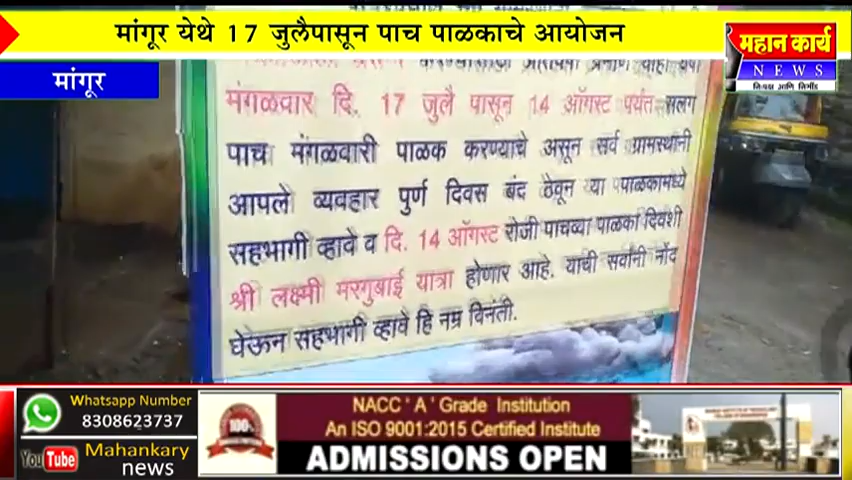 मांगूर येथे 17 जुलैपासून पाच पाळकाचे आयोजन
महान कार्य
NEWS
मांगूर
मंगळवार दि. 17 जुलै पासून 14 ऑगस्ट पर्यंत सलग
पाच मंगळवारी पाळक करण्याचे असून सर्व ग्रामस्थांनी
आपले व्यवहार पुर्ण दिवस बंद ठेवून या पाळकामध्ये
सहभागी व्हावे व दि. 14 ऑगस्ट रोजी पाचव्या पाळका दिवशी
श्री लक्ष्मी मरगुबाई यात्रा होणार आहे. याची सर्वांनी नोंद
घेऊन सहभागी व्हावे हि नम्र विनंती.
Whatsapp Number
8308623737
YouTube Mahankary
news
100%
NACC ' A ' Grade Institution
An ISO 9001:2015 Certified Institute
ADMISSIONS OPEN